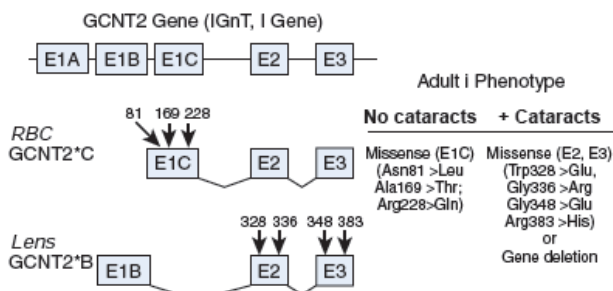 GCNT2 Gene (IGnT, I Gene)
E1A E1B E1C E2 E3
Adult i Phenotype
No cataracts + Cataracts
81 169 228
RBC
GCNT2*C
E1C E2 E3
Missense (E1C)
(Asn81 >Leu
Ala169 >Thr;
Arg228>Gln)
Missense (E2, E3)
(Trp328 >Glu,
Gly336 >Arg
Gly348 >Glu
Arg383 >His)
or
Gene deletion
328 336 348 383
Lens
GCNT2*B
E1B E2 E3